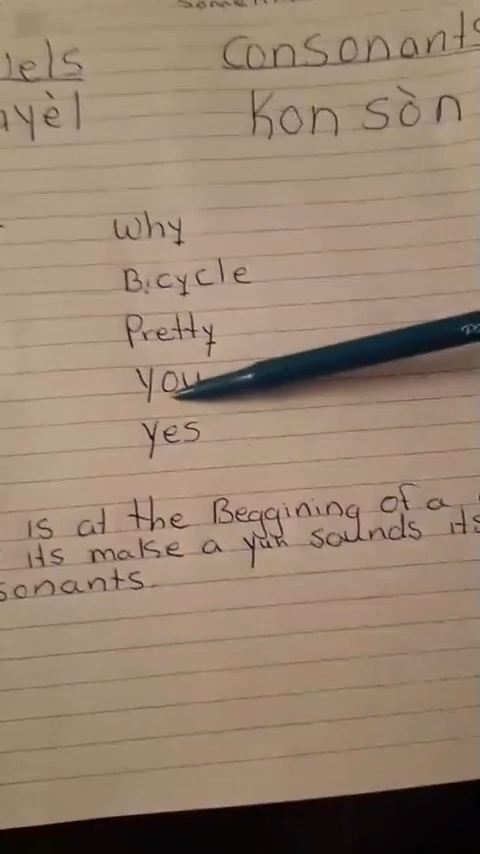 Consonants
Kon sòn
Why
Bicycle
Pretty
you
yes
is at the Beggining of a
its make a yuh sounds its
sonants